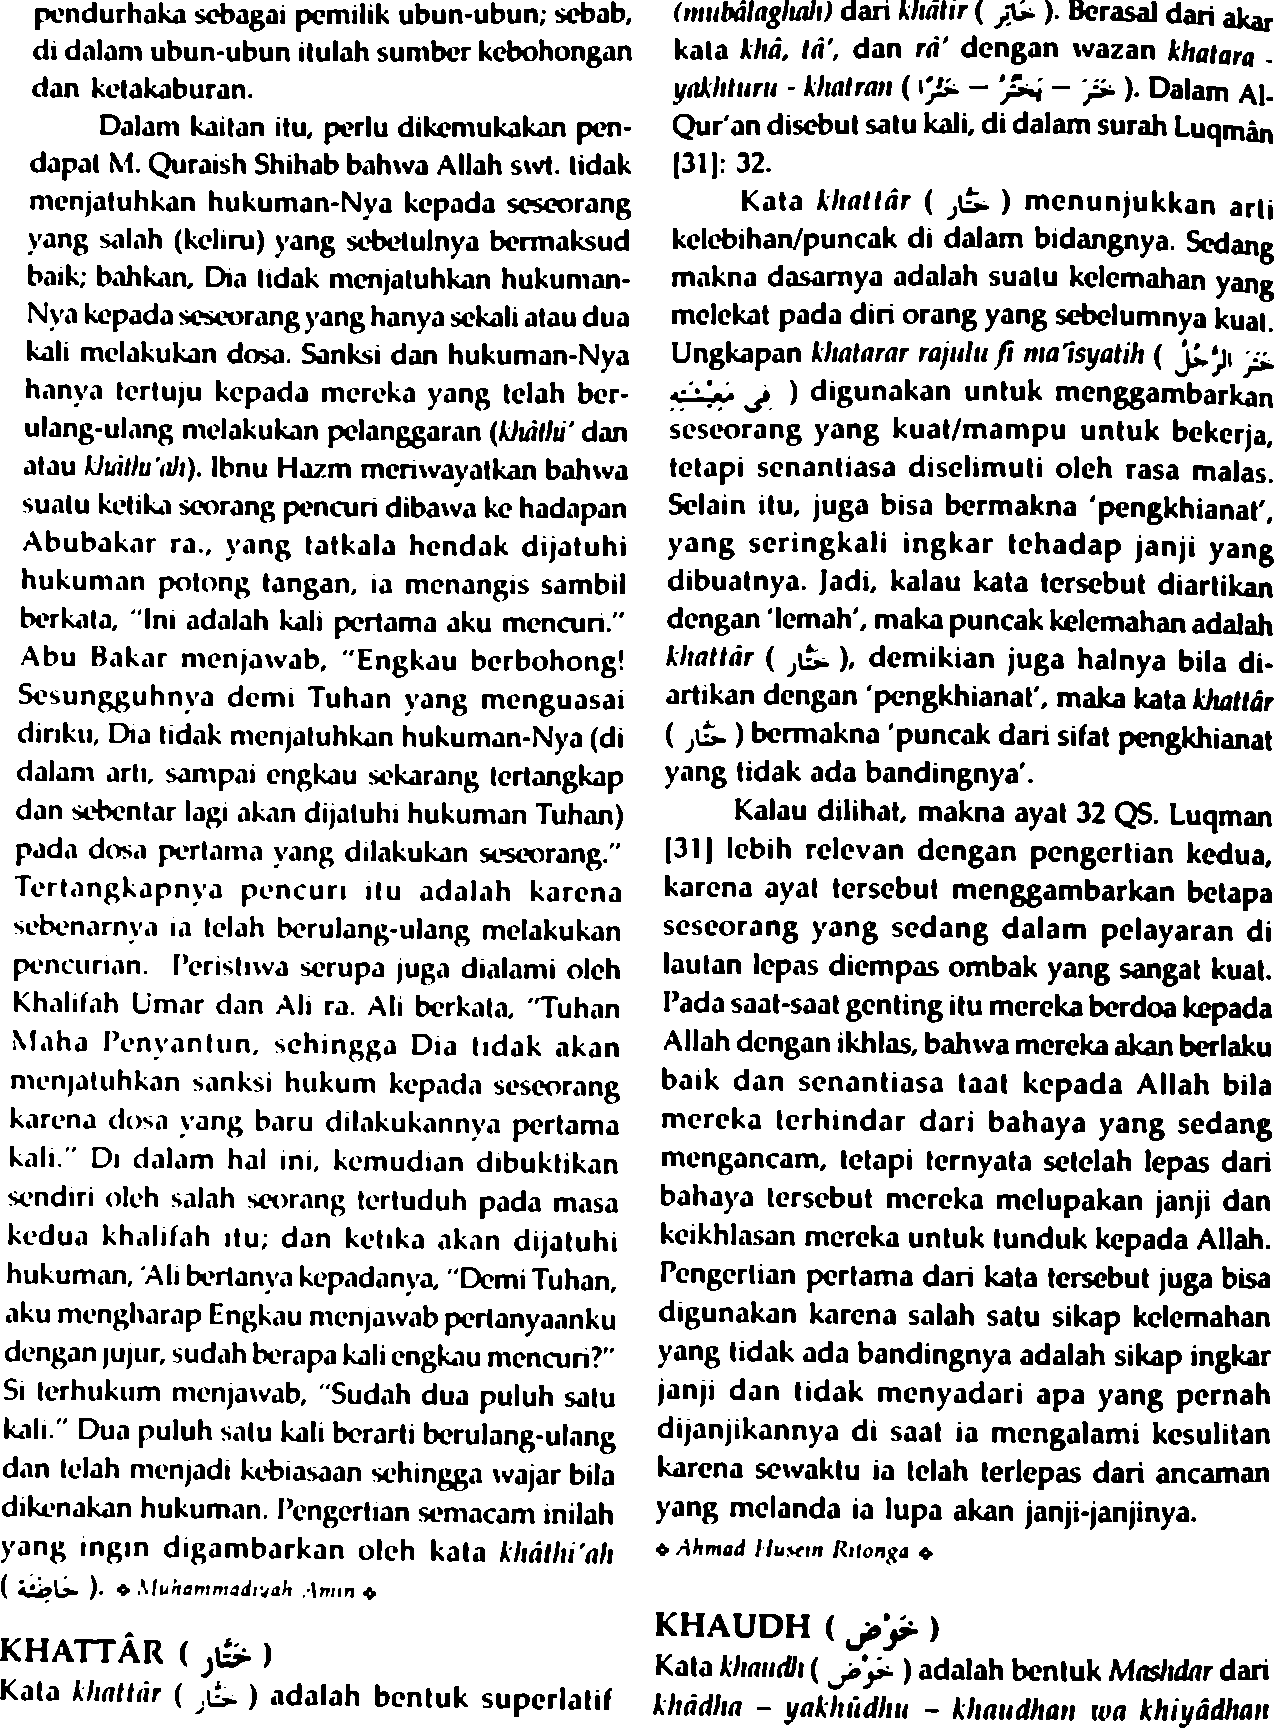 pendurhaka sebagai pemilik ubun-ubun; sebab,
di dalam ubun-ubun itulah sumber kebohongan
dan ketakaburan.
Dalam kaitan itu, perlu dikemukakan pen-
dapat M. Quraish Shihab bahwa Allah swt. tidak
menjatuhkan hukuman-Nya kepada seseorang
yang salah (keliru) yang sebetulnya bermaksud
baik; bahkan, Dia tidak menjatuhkan hukuman-
Nya kepada seseorang yang hanya sekali atau dua
kali melakukan dosa. Sanksi dan hukuman-Nya
hanya tertuju kepada mereka yang telah ber-
ulang-ulang melakukan pelanggaran (khâthi' dan
atau khâithu'ah). Ibnu Hazm meriwayatkan bahwa
suatu ketika seorang pencuri dibawa ke hadapan
Abubakar ra., yang tatkala hendak dijatuhi
hukuman potong tangan, ia menangis sambil
berkata, "Ini adalah kali pertama aku mencuri."
Abu Bakar menjawab, "Engkau berbohong!
Sesungguhnya demi Tuhan yang menguasai
diriku, Dia tidak menjatuhkan hukuman-Nya (di
dalam arti, sampai engkau sekarang tertangkap
dan sebentar lagi akan dijatuhi hukuman Tuhan)
pada dosa pertama yang dilakukan seseorang."
Tertangkapnya pencuri itu adalah karena
sebenarnya ia telah berulang-ulang melakukan
pencurian. Peristiwa serupa juga dialami oleh
Khalifah Umar dan Ali ra. Ali berkata, "Tuhan
Maha Penyantun, sehingga Dia tidak akan
menjatuhkan sanksi hukum kepada seseorang
karena dosa yang baru dilakukannya pertama
kali." Di dalam hal ini, kemudian dibuktikan
sendiri oleh salah seorang tertuduh pada masa
kedua khalifah itu; dan ketika akan dijatuhi
hukuman, 'Ali bertanya kepadanya, "Demi Tuhan,
aku mengharap Engkau menjawab pertanyaanku
dengan jujur, sudah berapa kali engkau mencuri?"
Si terhukum menjawab, "Sudah dua puluh satu
kali." Dua puluh satu kali berarti berulang-ulang
dan telah menjadi kebiasaan sehingga wajar bila
dikenakan hukuman. Pengertian semacam inilah
yang ingin digambarkan oleh kata khâthi'ah
( خَاطِئَة ). ❖ Muhammadiyah Amin ❖
KHATTÂR ( خَتَّار )
Kata khattâr ( خَتَّار ) adalah bentuk superlatif
(mubâlaghah) dari khâtir ( خَاتِر ). Berasal dari akar
kata khâ, tâ', dan râ' dengan wazan khatara -
yakhturu - khatran ( خَتَرَ – يَخْتُرُ – خَتْرًا ). Dalam Al-
Qur'an disebut satu kali, di dalam surah Luqmân
[31]: 32.
Kata khattâr ( خَتَّار ) menunjukkan arti
kelebihan/puncak di dalam bidangnya. Sedang
makna dasarnya adalah suatu kelemahan yang
melekat pada diri orang yang sebelumnya kuat.
Ungkapan khatarar rajulu fî ma'îsyatih ( خَتَرَ الرَّجُلُ
فِي مَعِيْشَتِهِ ) digunakan untuk menggambarkan
seseorang yang kuat/mampu untuk bekerja,
tetapi senantiasa diselimuti oleh rasa malas.
Selain itu, juga bisa bermakna 'pengkhianat',
yang seringkali ingkar tehadap janji yang
dibuatnya. Jadi, kalau kata tersebut diartikan
dengan 'lemah', maka puncak kelemahan adalah
khattâr ( خَتَّار ), demikian juga halnya bila di-
artikan dengan 'pengkhianat', maka kata khattâr
( خَتَّار ) bermakna 'puncak dari sifat pengkhianat
yang tidak ada bandingnya'.
Kalau dilihat, makna ayat 32 QS. Luqman
[31] lebih relevan dengan pengertian kedua,
karena ayat tersebut menggambarkan betapa
seseorang yang sedang dalam pelayaran di
lautan lepas diempas ombak yang sangat kuat.
Pada saat-saat genting itu mereka berdoa kepada
Allah dengan ikhlas, bahwa mereka akan berlaku
baik dan senantiasa taat kepada Allah bila
mereka terhindar dari bahaya yang sedang
mengancam, tetapi ternyata setelah lepas dari
bahaya tersebut mereka melupakan janji dan
keikhlasan mereka untuk tunduk kepada Allah.
Pengertian pertama dari kata tersebut juga bisa
digunakan karena salah satu sikap kelemahan
yang tidak ada bandingnya adalah sikap ingkar
janji dan tidak menyadari apa yang pernah
dijanjikannya di saat ia mengalami kesulitan
karena sewaktu ia telah terlepas dari ancaman
yang melanda ia lupa akan janji-janjinya.
❖ Ahmad Husein Ritonga ❖
KHAUDH ( خَوْض )
Kata khaudh ( خَوْض ) adalah bentuk Mashdar dari
khâdha – yakhûdhu – khaudhan wa khiyâdhan